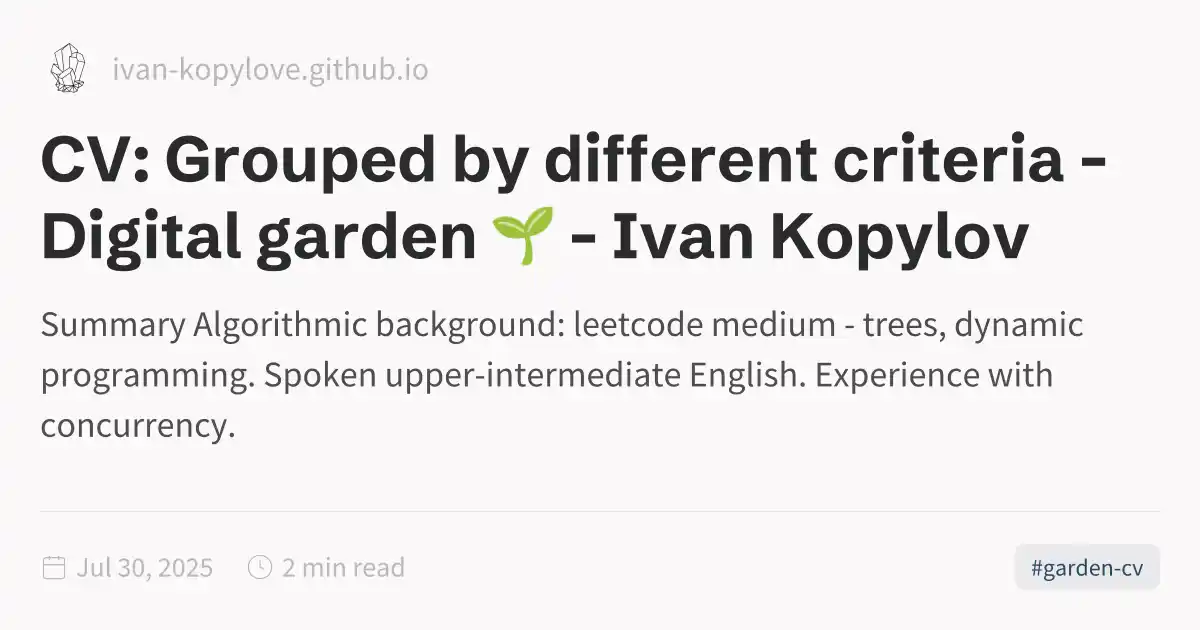 ivan-kopylove.github.io
CV: Grouped by different criteria -
Digital garden 🌱 - Ivan Kopylov
Summary Algorithmic background: leetcode medium - trees, dynamic
programming. Spoken upper-intermediate English. Experience with
concurrency.
Jul 30, 2025 2 min read #garden-cv